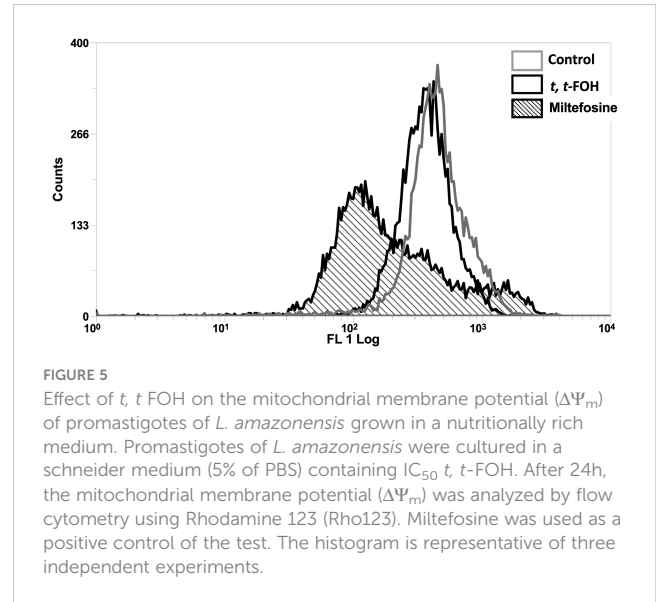 400
Control
t, t-FOH
Miltefosine
266
Counts
133
0
10⁰
10¹
10²
10³
10⁴
FL 1 Log
FIGURE 5
Effect of t, t FOH on the mitochondrial membrane potential (ΔΨm)
of promastigotes of L. amazonensis grown in a nutritionally rich
medium. Promastigotes of L. amazonensis were cultured in a
schneider medium (5% of PBS) containing IC50 t, t-FOH. After 24h,
the mitochondrial membrane potential (ΔΨm) was analyzed by flow
cytometry using Rhodamine 123 (Rho123). Miltefosine was used as a
positive control of the test. The histogram is representative of three
independent experiments.